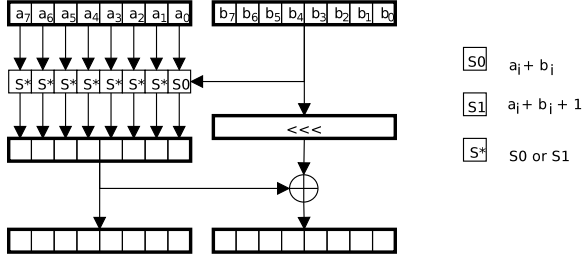 a7 a6 a5 a4 a3 a2 a1 a0 b7 b6 b5 b4 b3 b2 b1 b0
S* S* S* S* S* S* S* S0
<<<
S0 ai+ bi
S1 ai+ bi + 1
S* S0 or S1